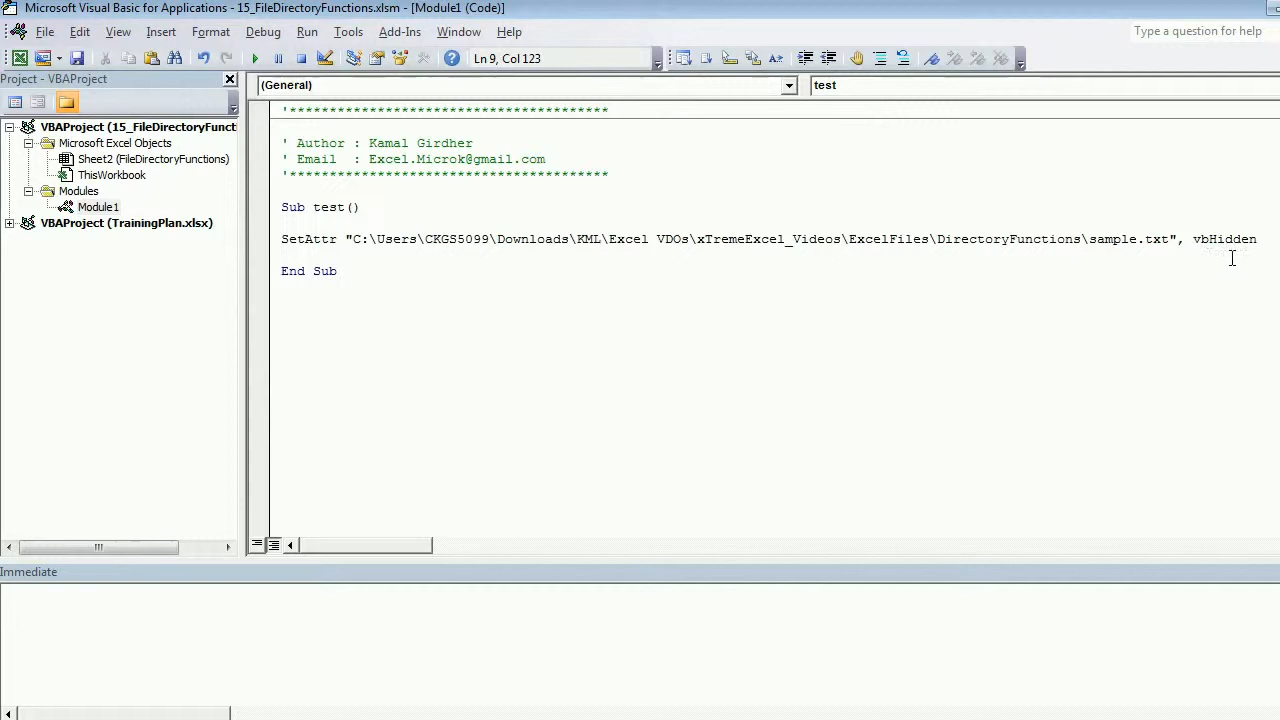 Microsoft Visual Basic for Applications - 15_FileDirectoryFunctions.xlsm - [Module1 (Code)]
File Edit View Insert Format Debug Run Tools Add-Ins Window Help
Type a question for help
Ln 9, Col 123
Project - VBAProject
(General)
test
VBAProject (15_FileDirectoryFunct
Microsoft Excel Objects
Sheet2 (FileDirectoryFunctions)
ThisWorkbook
Modules
Module1
VBAProject (TrainingPlan.xlsx)
'****************************************
' Author : Kamal Girdher
' Email  : Excel.Microk@gmail.com
'****************************************
Sub test()
SetAttr "C:\Users\CKGS5099\Downloads\KML\Excel VDOs\xTremeExcel_Videos\ExcelFiles\DirectoryFunctions\sample.txt", vbHidden
End Sub
Immediate